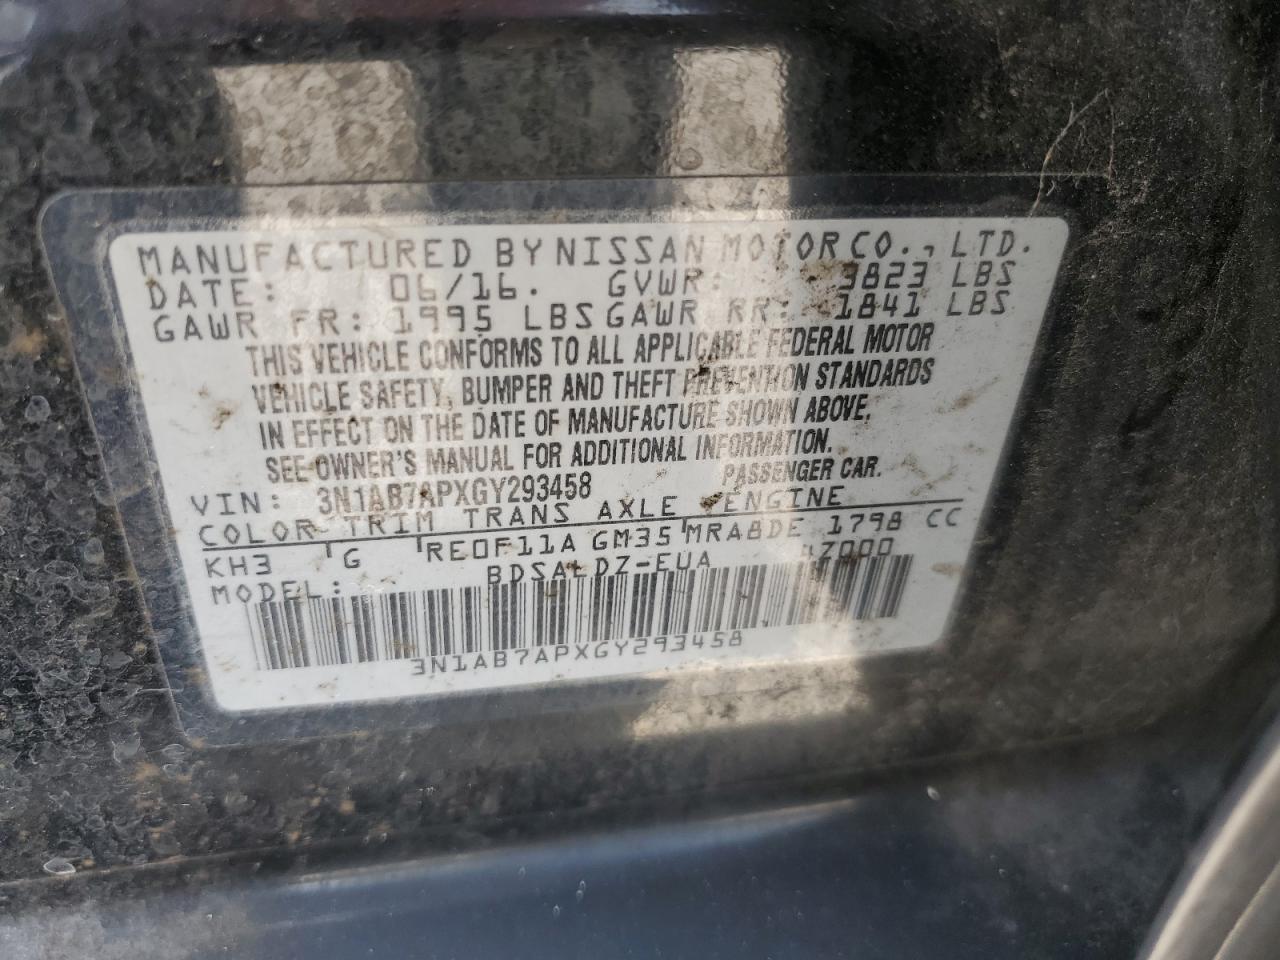 MANUFACTURED BY NISSAN MOTOR CO., LTD.
DATE: 06/16. GVWR: 3823 LBS
GAWR FR: 1995 LBS GAWR RR: 1841 LBS
THIS VEHICLE CONFORMS TO ALL APPLICABLE FEDERAL MOTOR
VEHICLE SAFETY, BUMPER AND THEFT PREVENTION STANDARDS
IN EFFECT ON THE DATE OF MANUFACTURE SHOWN ABOVE.
SEE OWNER'S MANUAL FOR ADDITIONAL INFORMATION.
VIN: 3N1AB7APXGY293458 PASSENGER CAR.
COLOR TRIM TRANS AXLE ENGINE
KH3 G RE0F11A GM35 MRA8DE 1798 CC
MODEL: BDSALDZ-EUA
3N1AB7APXGY293458